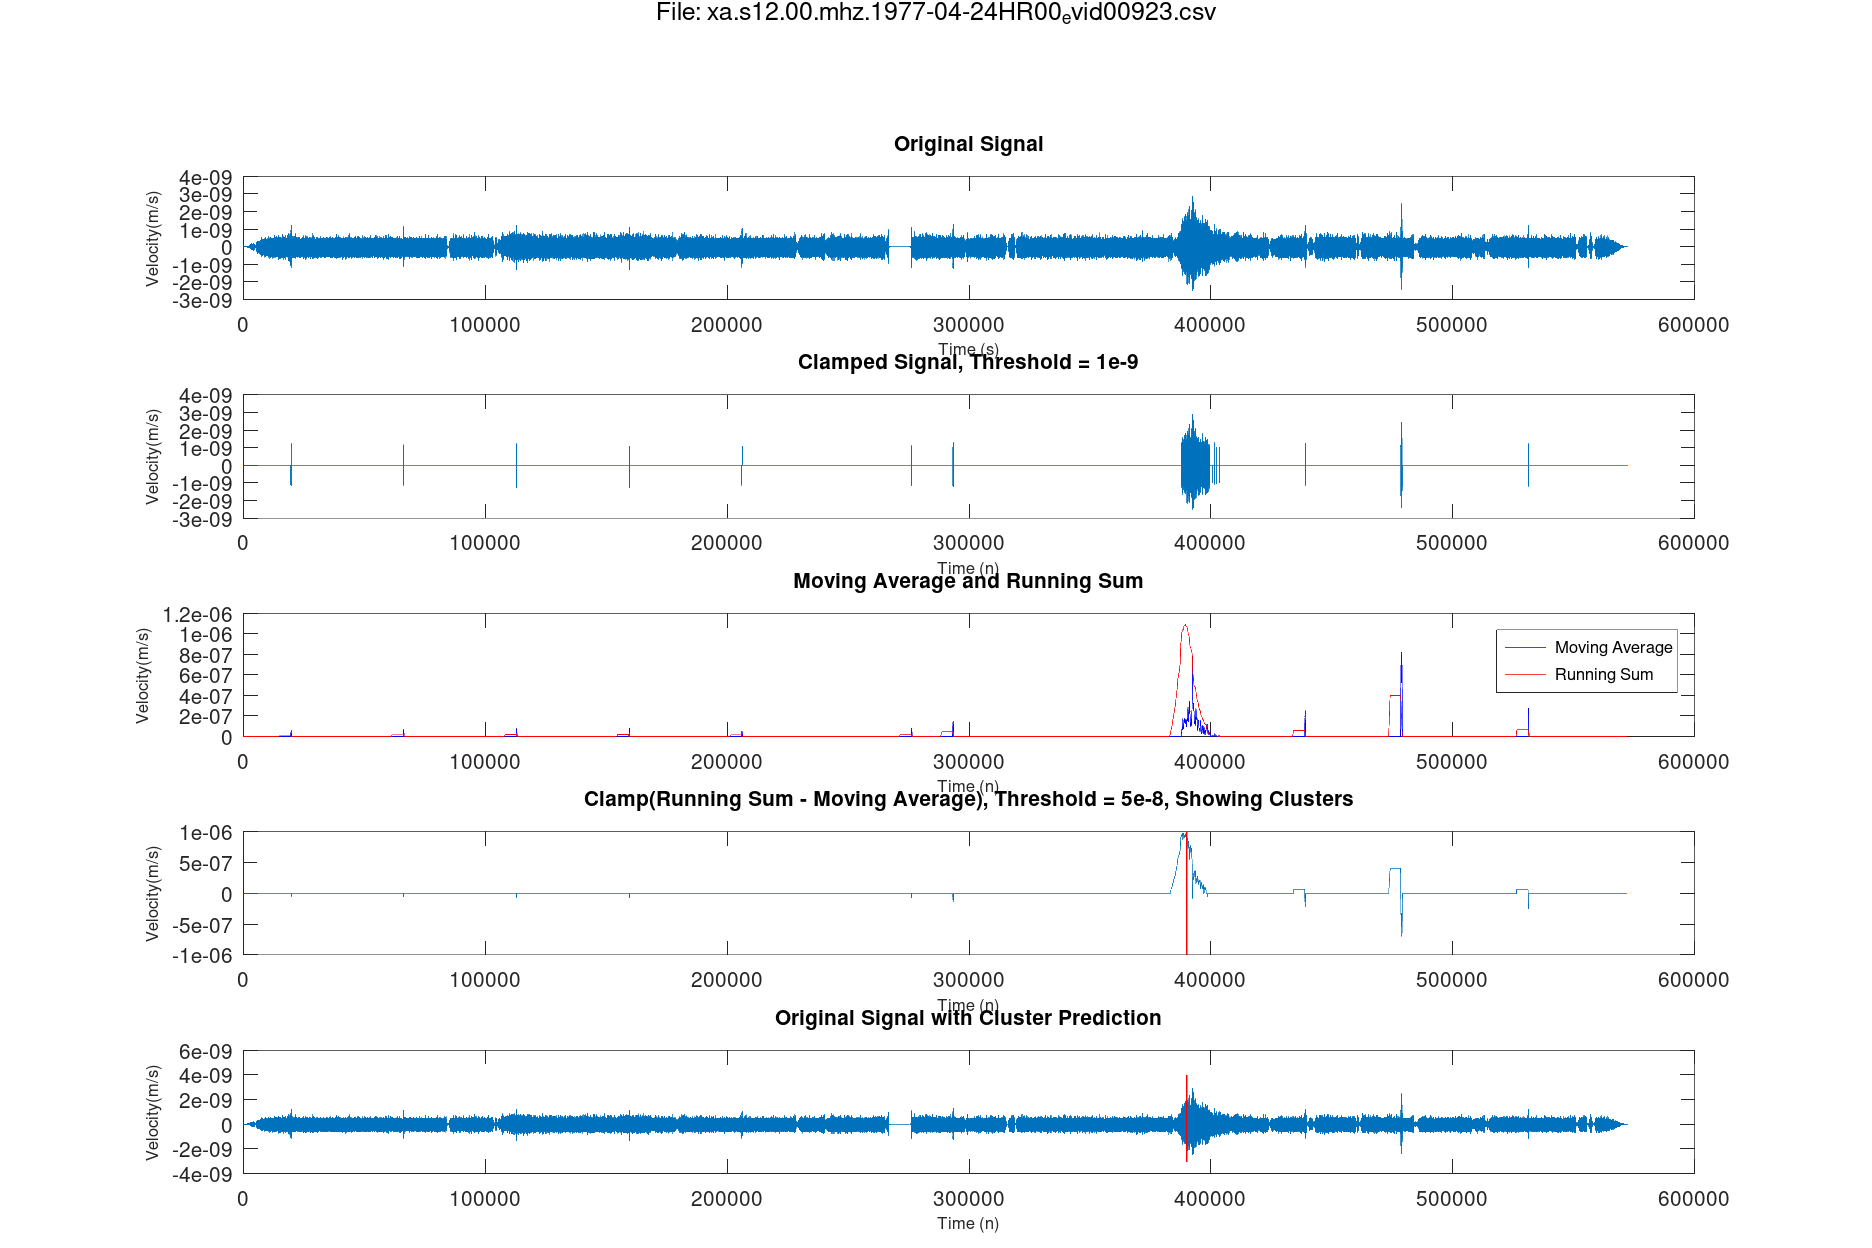 File: xa.s12.00.mhz.1977-04-24HR00evid00923.csv
Original Signal
4e-09
3e-09
2e-09
1e-09
0
-1e-09
-2e-09
-3e-09
Velocity(m/s)
0 100000 200000 300000 400000 500000 600000
Time (s)
Clamped Signal, Threshold = 1e-9
4e-09
3e-09
2e-09
1e-09
0
-1e-09
-2e-09
-3e-09
Velocity(m/s)
0 100000 200000 300000 400000 500000 600000
Time (n)
Moving Average and Running Sum
1.2e-06
1e-06
8e-07
6e-07
4e-07
2e-07
0
Velocity(m/s)
Moving Average
Running Sum
0 100000 200000 300000 400000 500000 600000
Time (n)
Clamp(Running Sum - Moving Average), Threshold = 5e-8, Showing Clusters
1e-06
5e-07
0
-5e-07
-1e-06
Velocity(m/s)
0 100000 200000 300000 400000 500000 600000
Time (n)
Original Signal with Cluster Prediction
6e-09
4e-09
2e-09
0
-2e-09
-4e-09
Velocity(m/s)
0 100000 200000 300000 400000 500000 600000
Time (n)